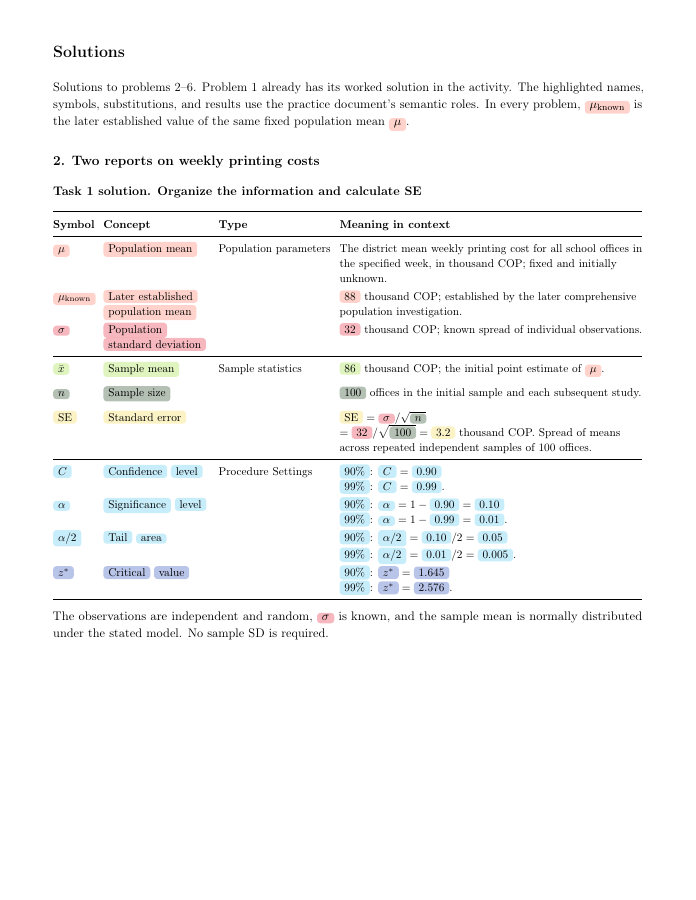 Solutions
Solutions to problems 2–6. Problem 1 already has its worked solution in the activity. The highlighted names,
symbols, substitutions, and results use the practice document's semantic roles. In every problem, μknown is
the later established value of the same fixed population mean μ.
2. Two reports on weekly printing costs
Task 1 solution. Organize the information and calculate SE
Symbol Concept Type Meaning in context
μ Population mean Population parameters The district mean weekly printing cost for all school offices in
the specified week, in thousand COP; fixed and initially
unknown.
μknown Later established 88 thousand COP; established by the later comprehensive
population mean population investigation.
σ Population 32 thousand COP; known spread of individual observations.
standard deviation
x̄ Sample mean Sample statistics 86 thousand COP; the initial point estimate of μ.
n Sample size 100 offices in the initial sample and each subsequent study.
SE Standard error SE = σ/√n
= 32/√100 = 3.2 thousand COP. Spread of means
across repeated independent samples of 100 offices.
C Confidence level Procedure Settings 90%: C = 0.90
99%: C = 0.99.
α Significance level 90%: α = 1 − 0.90 = 0.10
99%: α = 1 − 0.99 = 0.01.
α/2 Tail area 90%: α/2 = 0.10/2 = 0.05
99%: α/2 = 0.01/2 = 0.005.
z* Critical value 90%: z* = 1.645
99%: z* = 2.576.
The observations are independent and random, σ is known, and the sample mean is normally distributed
under the stated model. No sample SD is required.